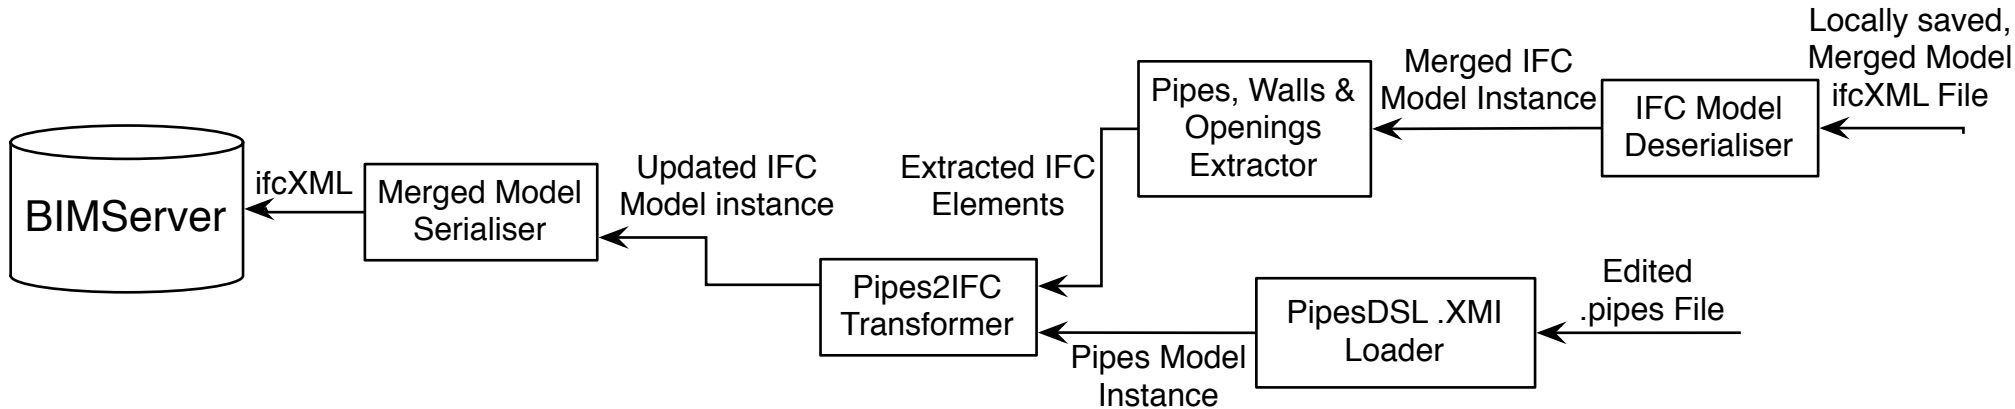 BIMServer
ifcXML
Merged Model
Serialiser
Updated IFC
Model instance
Pipes2IFC
Transformer
Extracted IFC
Elements
Pipes, Walls &
Openings
Extractor
Merged IFC
Model Instance
IFC Model
Deserialiser
Locally saved,
Merged Model
ifcXML File
Pipes Model
Instance
PipesDSL .XMI
Loader
Edited
.pipes File